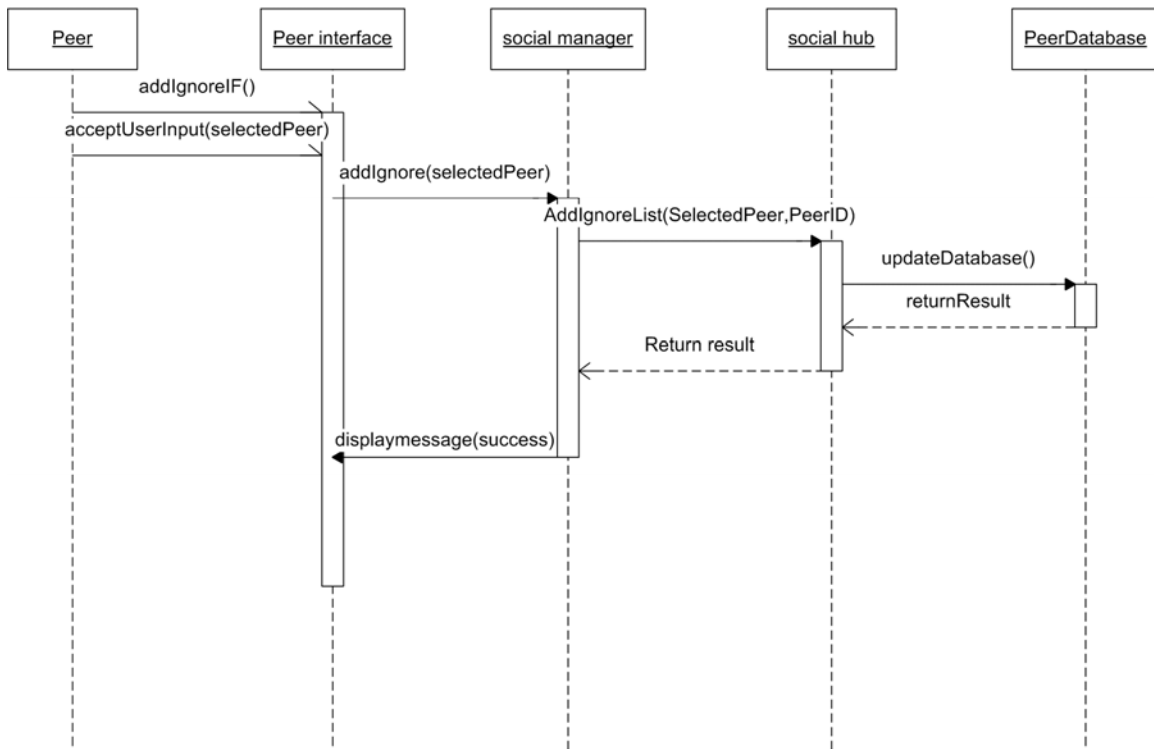 Peer
Peer interface
social manager
social hub
PeerDatabase
addIgnoreIF()
acceptUserInput(selectedPeer)
addIgnore(selectedPeer)
AddIgnoreList(SelectedPeer,PeerID)
updateDatabase()
returnResult
Return result
displaymessage(success)